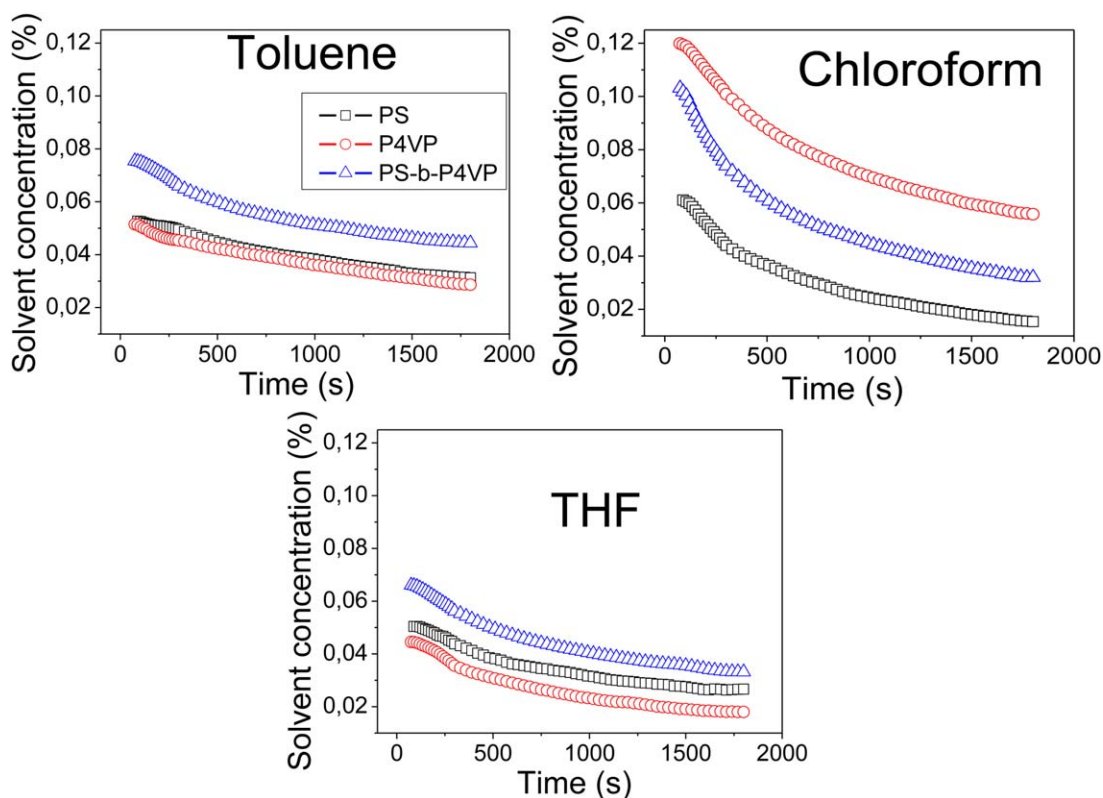 Toluene
PS
P4VP
PS-b-P4VP
0,12
0,10
0,08
0,06
0,04
0,02
Solvent concentration (%)
0
500
1000
1500
2000
Time (s)
Chloroform
0,12
0,10
0,08
0,06
0,04
0,02
Solvent concentration (%)
0
500
1000
1500
2000
Time (s)
THF
0,12
0,10
0,08
0,06
0,04
0,02
Solvent concentration (%)
0
500
1000
1500
2000
Time (s)